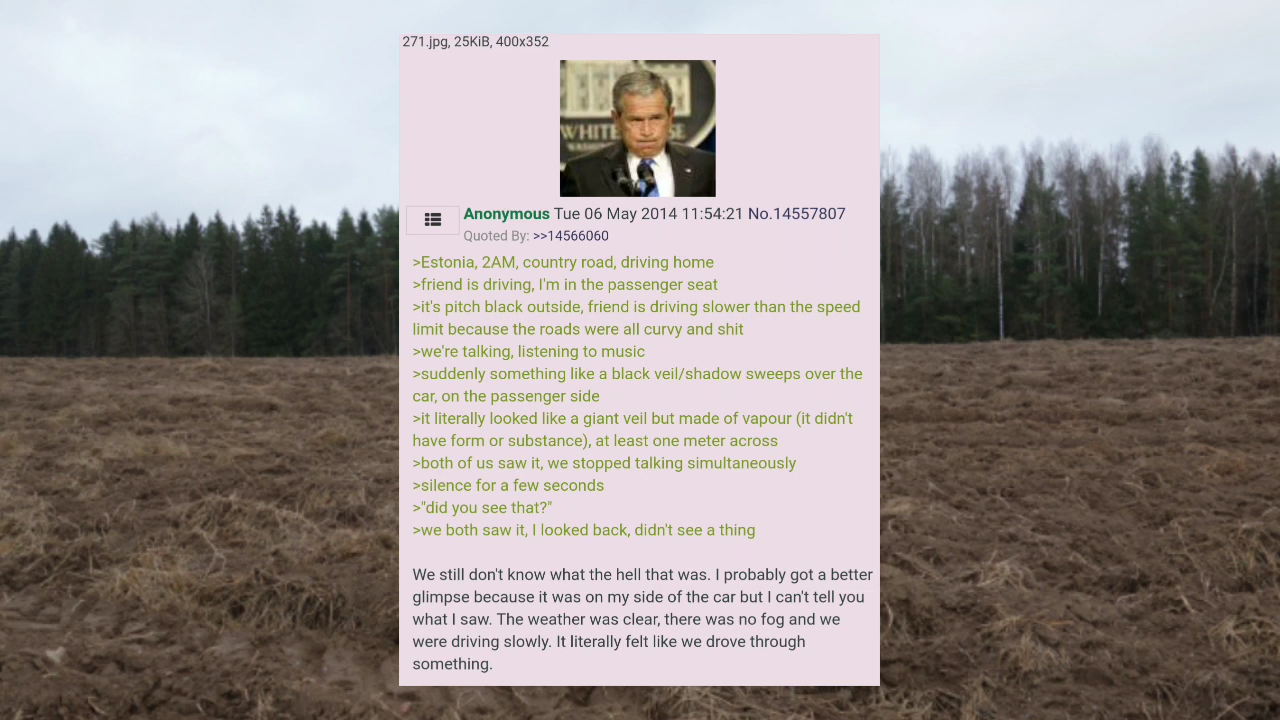 271.jpg, 25KiB, 400x352
WHITE SE
Anonymous Tue 06 May 2014 11:54:21 No.14557807
Quoted By: >>14566060
>Estonia, 2AM, country road, driving home
>friend is driving, I'm in the passenger seat
>it's pitch black outside, friend is driving slower than the speed
limit because the roads were all curvy and shit
>we're talking, listening to music
>suddenly something like a black veil/shadow sweeps over the
car, on the passenger side
>it literally looked like a giant veil but made of vapour (it didn't
have form or substance), at least one meter across
>both of us saw it, we stopped talking simultaneously
>silence for a few seconds
>"did you see that?"
>we both saw it, I looked back, didn't see a thing
We still don't know what the hell that was. I probably got a better
glimpse because it was on my side of the car but I can't tell you
what I saw. The weather was clear, there was no fog and we
were driving slowly. It literally felt like we drove through
something.